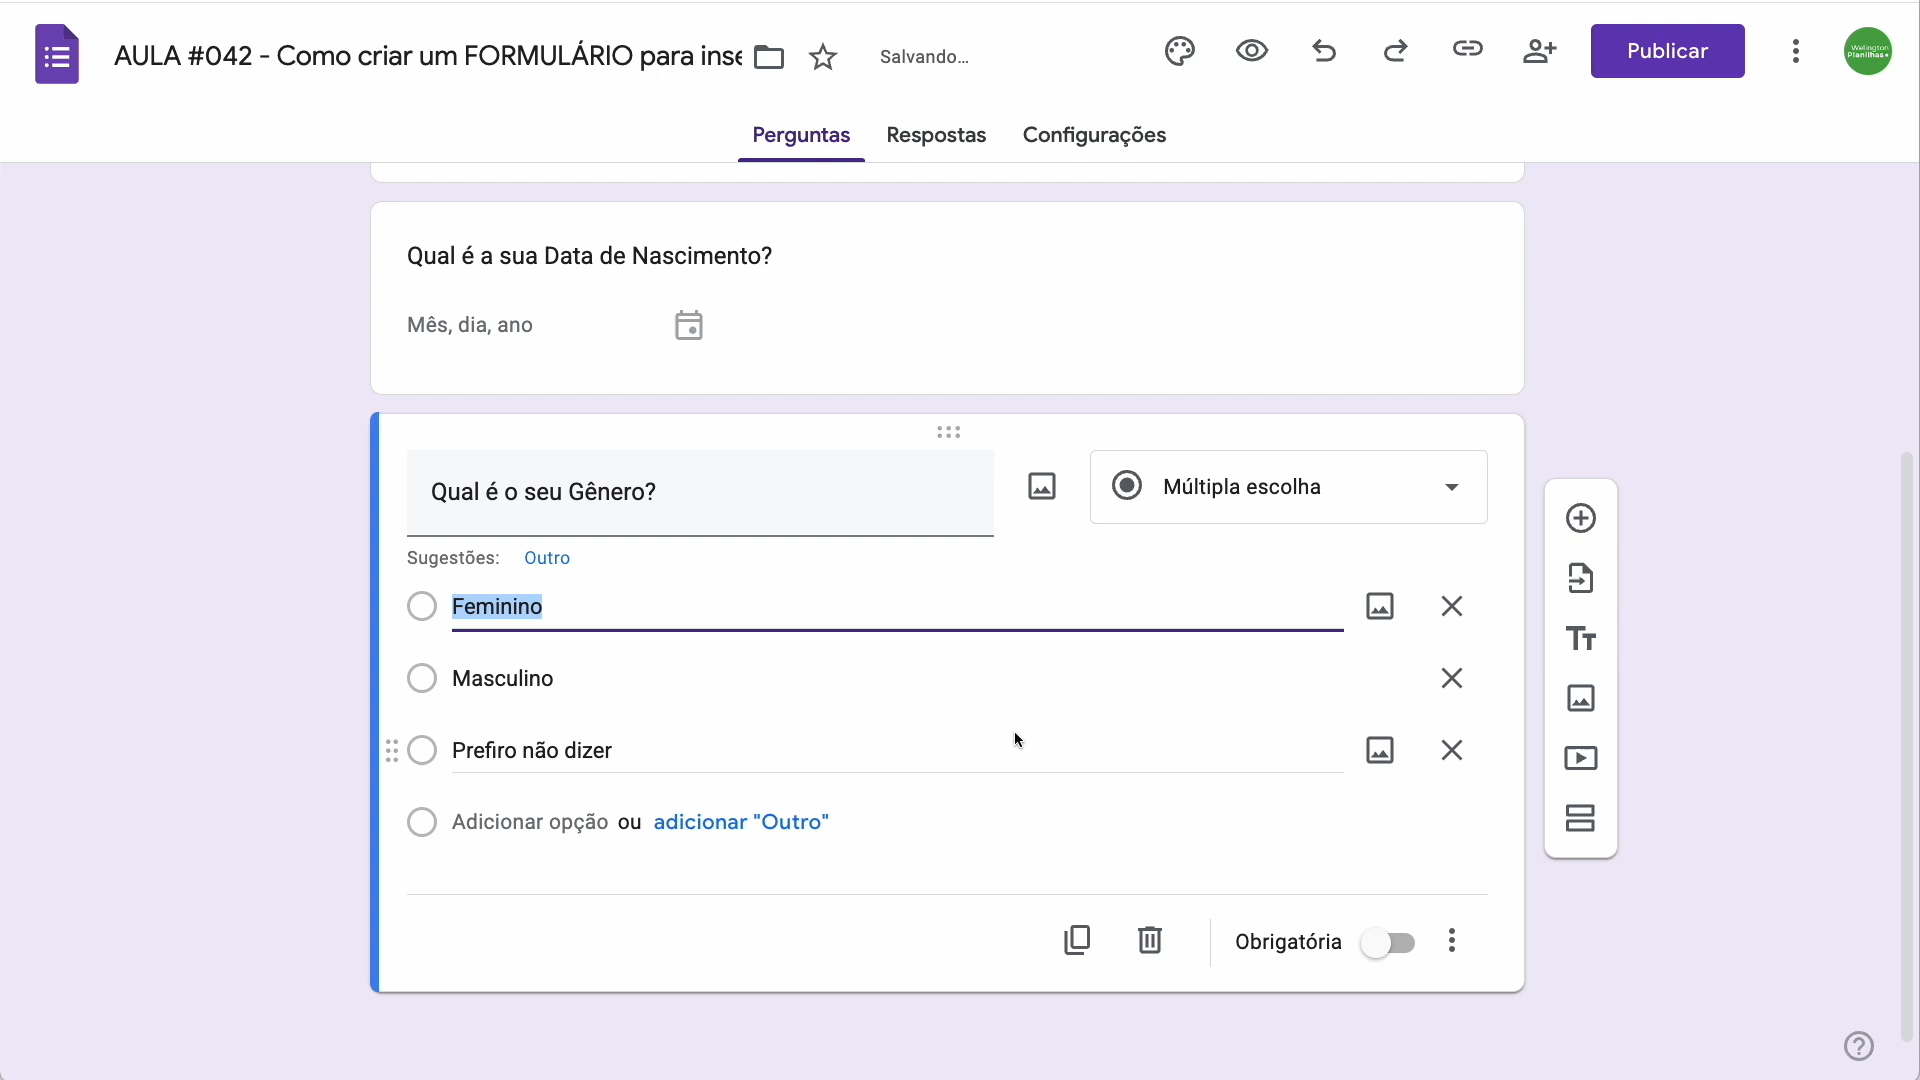 AULA #042 - Como criar um FORMULÁRIO para inse
Salvando...
Publicar
Welington
Planilhas+
Perguntas
Respostas
Configurações
Qual é a sua Data de Nascimento?
Mês, dia, ano
Qual é o seu Gênero?
Múltipla escolha
Sugestões: Outro
Feminino
Masculino
Prefiro não dizer
Adicionar opção ou adicionar "Outro"
Obrigatória